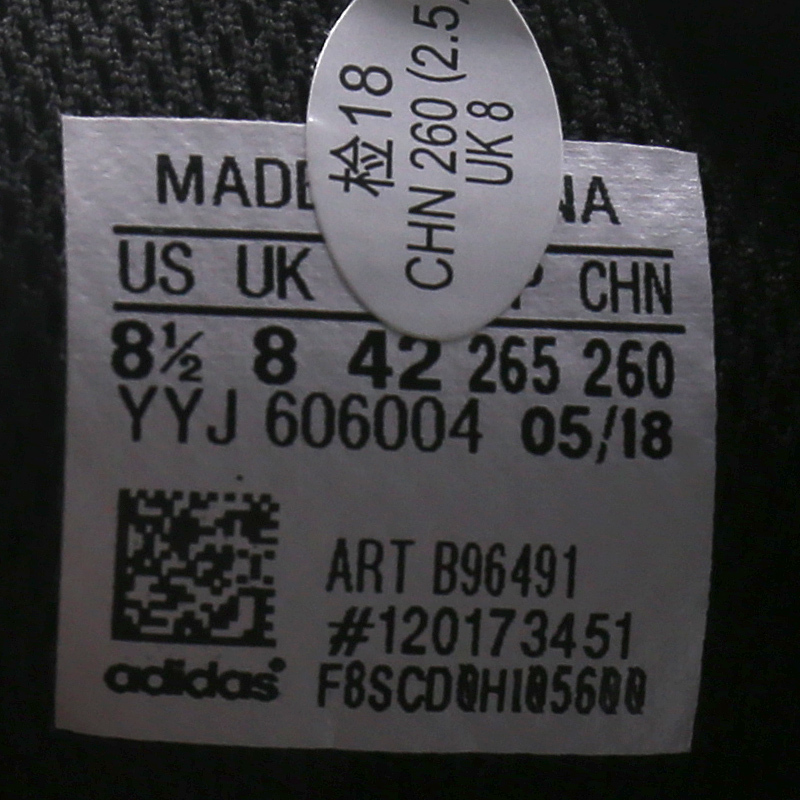 检18
CHN 260 (2.5)
UK 8
MADE NA
US UK P CHN
8½ 8 42 265 260
YYJ 606004 05/18
ART B96491
#120173451
adidas F8SCD0H105600